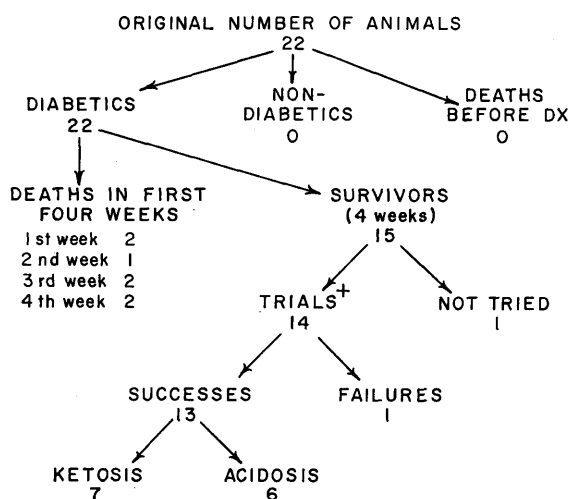 ORIGINAL NUMBER OF ANIMALS
22
DIABETICS
22
NON-
DIABETICS
0
DEATHS
BEFORE DX
0
DEATHS IN FIRST
FOUR WEEKS
1st week 2
2nd week 1
3rd week 2
4th week 2
SURVIVORS
(4 weeks)
15
TRIALS+
14
NOT TRIED
1
SUCCESSES
13
FAILURES
1
KETOSIS
7
ACIDOSIS
6